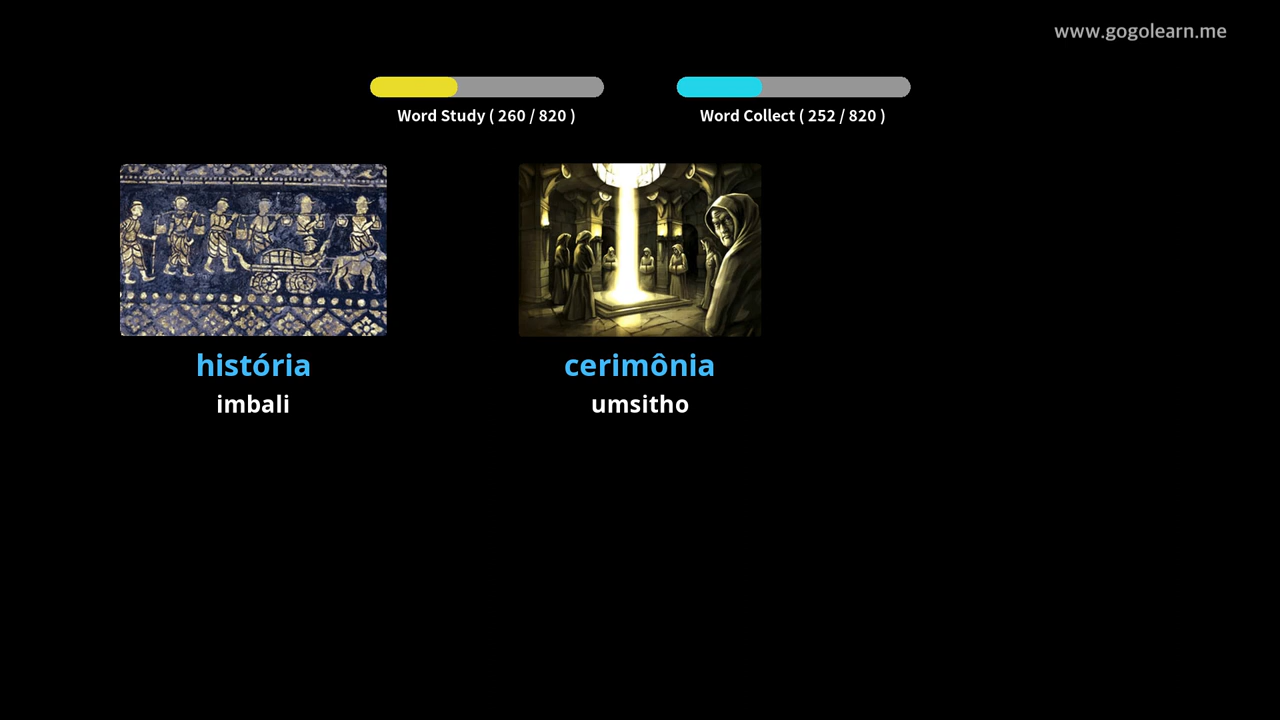 www.gogolearn.me
Word Study ( 260 / 820 )
Word Collect ( 252 / 820 )
história
imbali
cerimônia
umsitho